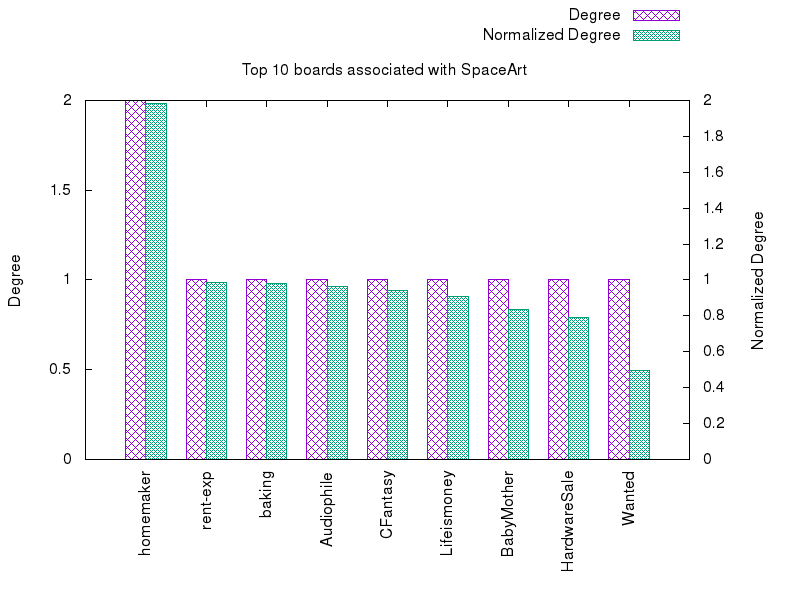 Degree
Normalized Degree
Top 10 boards associated with SpaceArt
2
1.5
1
0.5
0
Degree
2
1.8
1.6
1.4
1.2
1
0.8
0.6
0.4
0.2
0
Normalized Degree
homemaker
rent-exp
baking
Audiophile
CFantasy
Lifeismoney
BabyMother
HardwareSale
Wanted